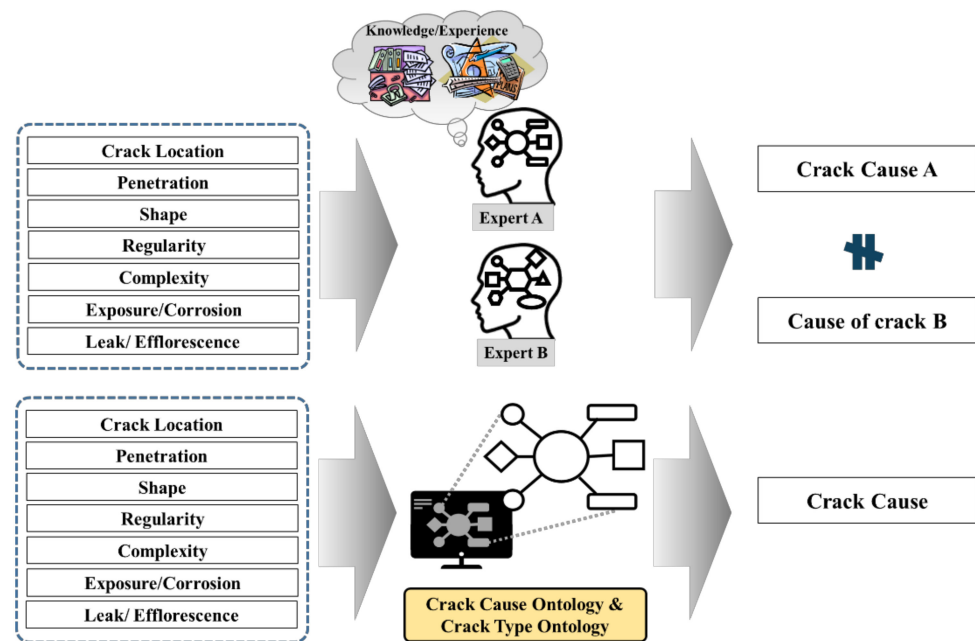 Knowledge/Experience
Crack Location
Penetration
Shape
Regularity
Complexity
Exposure/Corrosion
Leak/ Efflorescence
Expert A
Expert B
Crack Cause A
Cause of crack B
Crack Location
Penetration
Shape
Regularity
Complexity
Exposure/Corrosion
Leak/ Efflorescence
Crack Cause Ontology &
Crack Type Ontology
Crack Cause